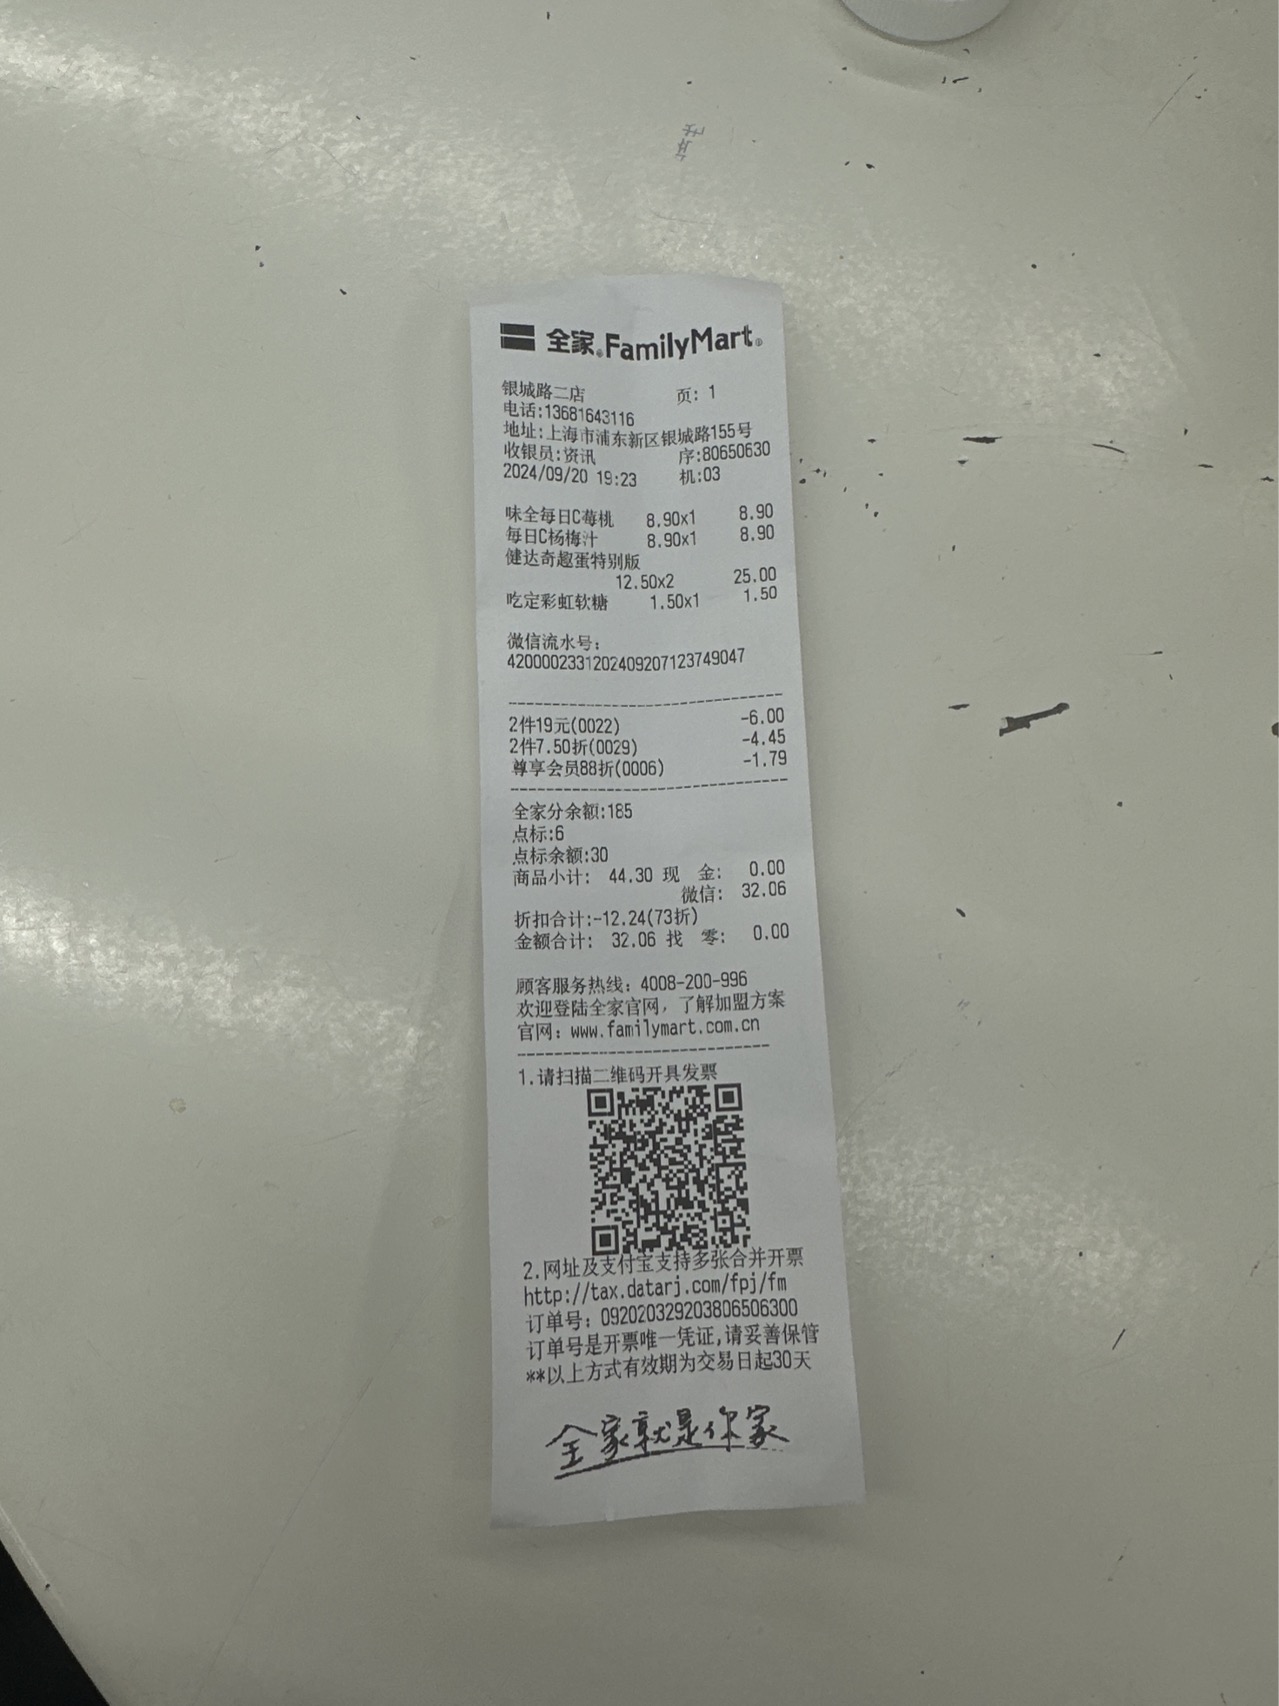 全家 FamilyMart
银城路二店 页: 1
电话:13681643116
地址:上海市浦东新区银城路155号
收银员:资讯 序:80650630
2024/09/20 19:23 机:03
味全每日C莓桃 8.90x1 8.90
每日C杨梅汁 8.90x1 8.90
健达奇趣蛋特别版
12.50x2 25.00
吃定彩虹软糖 1.50x1 1.50
微信流水号:
4200002331202409207123749047
2件19元(0022) -6.00
2件7.50折(0029) -4.45
尊享会员88折(0006) -1.79
全家分余额:185
点标:6
点标余额:30
商品小计: 44.30 现 金: 0.00
微信: 32.06
折扣合计:-12.24(73折)
金额合计: 32.06 找 零: 0.00
顾客服务热线: 4008-200-996
欢迎登陆全家官网，了解加盟方案
官网: www.familymart.com.cn
1.请扫描二维码开具发票
2.网址及支付宝支持多张合并开票
http://tax.datarj.com/fpj/fm
订单号: 092020329203806506300
订单号是开票唯一凭证,请妥善保管
**以上方式有效期为交易日起30天
全家就是你家